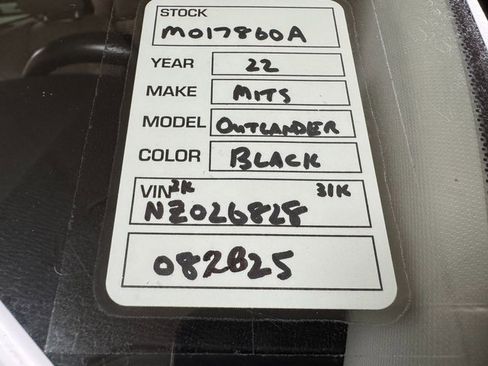 STOCK
M017860A
YEAR 22
MAKE MITS
MODEL OUTLANDER
COLOR BLACK
VIN 2K 31K
NZ026828
082825